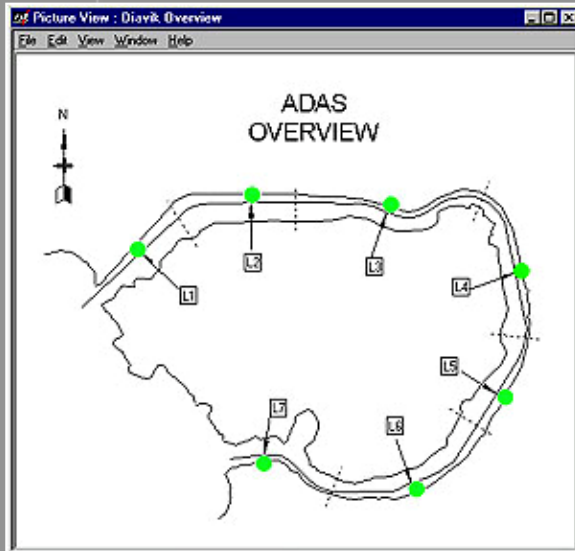 Picture View : Diavik Overview
File Edit View Window Help
ADAS
OVERVIEW
N
L1
L2
L3
L4
L5
L6
L7